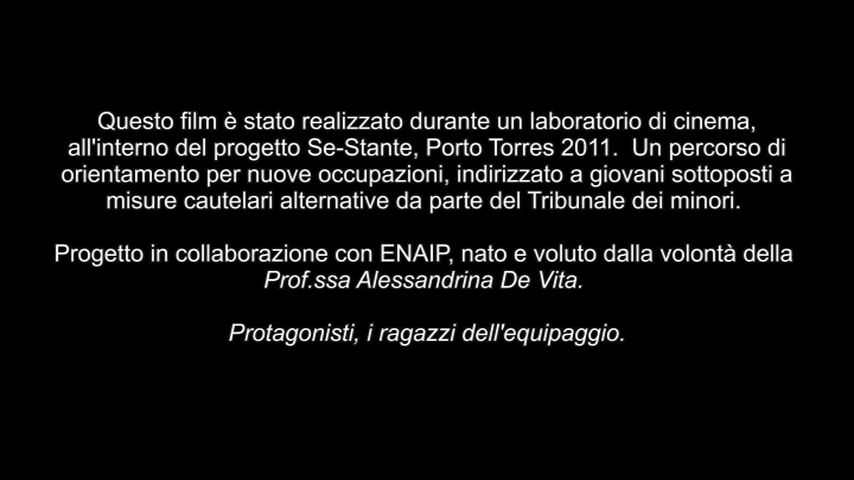 Questo film è stato realizzato durante un laboratorio di cinema,
all'interno del progetto Se-Stante, Porto Torres 2011.  Un percorso di
orientamento per nuove occupazioni, indirizzato a giovani sottoposti a
misure cautelari alternative da parte del Tribunale dei minori.
Progetto in collaborazione con ENAIP, nato e voluto dalla volontà della
Prof.ssa Alessandrina De Vita.
Protagonisti, i ragazzi dell'equipaggio.